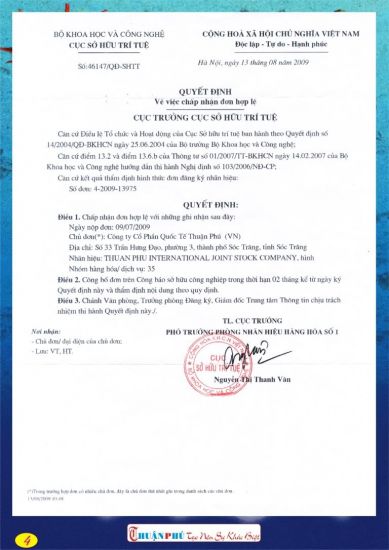 BỘ KHOA HỌC VÀ CÔNG NGHỆ
CỤC SỞ HỮU TRÍ TUỆ
CỘNG HOÀ XÃ HỘI CHỦ NGHĨA VIỆT NAM
Độc lập - Tự do - Hạnh phúc
Số:46147/QĐ-SHTT
Hà Nội, ngày 13 tháng 08 năm 2009
QUYẾT ĐỊNH
Về việc chấp nhận đơn hợp lệ
CỤC TRƯỞNG CỤC SỞ HỮU TRÍ TUỆ
Căn cứ Điều lệ Tổ chức và Hoạt động của Cục Sở hữu trí tuệ ban hành theo Quyết định số
14/2004/QĐ-BKHCN ngày 25.06.2004 của Bộ trưởng Bộ Khoa học và Công nghệ;
Căn cứ điểm 13.2 và điểm 13.6.b của Thông tư số 01/2007/TT-BKHCN ngày 14.02.2007 của Bộ
Khoa học và Công nghệ hướng dẫn thi hành Nghị định số 103/2006/NĐ-CP;
Căn cứ kết quả thẩm định hình thức đơn đăng ký nhãn hiệu:
Số đơn: 4-2009-13975
QUYẾT ĐỊNH:
Điều 1. Chấp nhận đơn hợp lệ với những ghi nhận sau đây:
Ngày nộp đơn: 09/07/2009
Chủ đơn(*): Công ty Cổ Phần Quốc Tế Thuận Phú (VN)
Địa chỉ: Số 33 Trần Hưng Đạo, phường 3, thành phố Sóc Trăng, tỉnh Sóc Trăng
Nhãn hiệu: THUAN PHU INTERNATIONAL JOINT STOCK COMPANY, hình
Nhóm hàng hóa/ dịch vụ: 35
Điều 2. Công bố đơn trên Công báo sở hữu công nghiệp trong thời hạn 02 tháng kể từ ngày ký
Quyết định này và thẩm định nội dung theo quy định.
Điều 3. Chánh Văn phòng, Trưởng phòng Đăng ký, Giám đốc Trung tâm Thông tin chịu trách
nhiệm thi hành Quyết định này./.
TL. CỤC TRƯỞNG
PHÓ TRƯỞNG PHÒNG NHÃN HIỆU HÀNG HÓA SỐ 1
Nơi nhận:
- Chủ đơn/ đại diện của chủ đơn;
- Lưu: VT, HT.
CỤC
SỞ HỮU TRÍ TUỆ
Nguyễn Thị Thanh Vân
(*)Trong trường hợp đơn có nhiều chủ đơn, đây là chủ đơn thứ nhất ghi trong danh sách các chủ đơn.
4
THUẬN PHÚ Tạo Nên Sự Khác Biệt